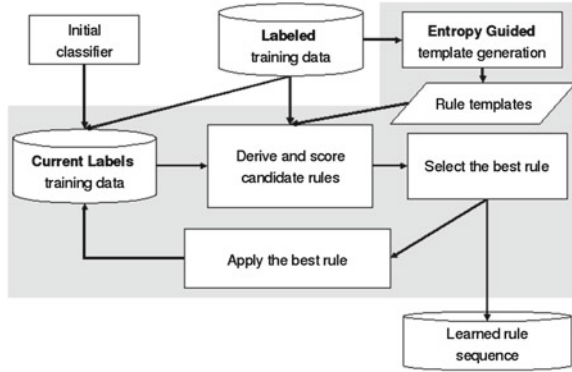 Initial
classifier
Labeled
training data
Entropy Guided
template generation
Rule templates
Current Labels
training data
Derive and score
candidate rules
Select the best rule
Apply the best rule
Learned rule
sequence